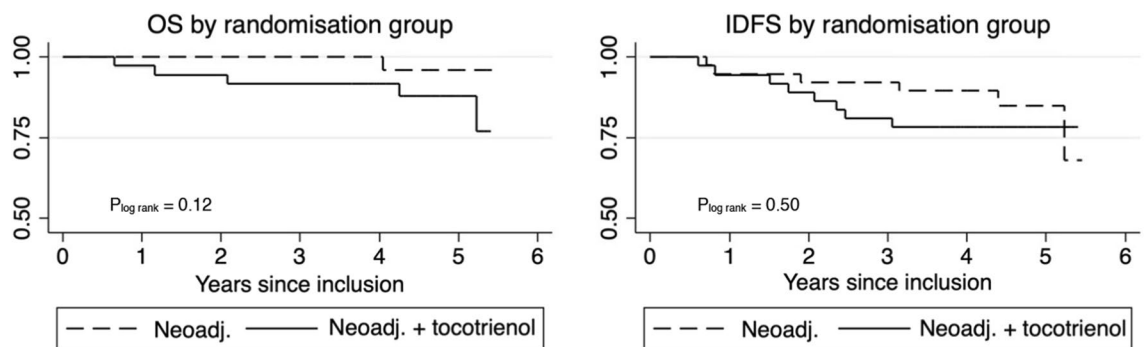 OS by randomisation group
1.00
0.75
0.50
P log rank = 0.12
0 1 2 3 4 5 6
Years since inclusion
Neoadj. Neoadj. + tocotrienol
IDFS by randomisation group
1.00
0.75
0.50
P log rank = 0.50
0 1 2 3 4 5 6
Years since inclusion
Neoadj. Neoadj. + tocotrienol